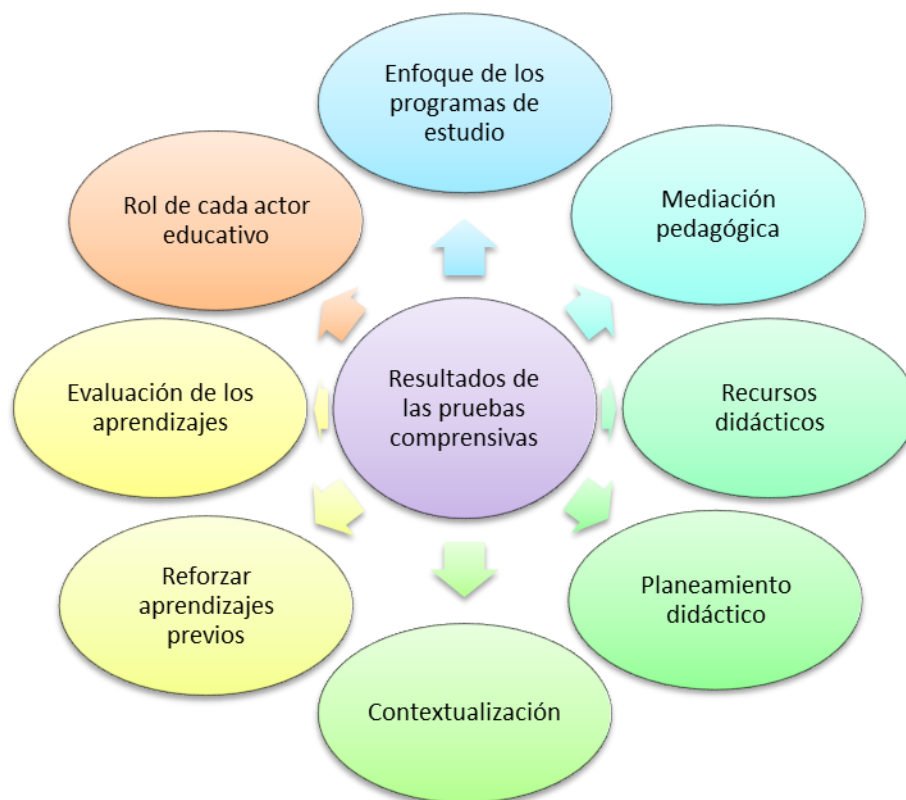 Enfoque de los
programas de
estudio
Mediación
pedagógica
Recursos
didácticos
Planeamiento
didáctico
Contextualización
Reforzar
aprendizajes
previos
Evaluación de los
aprendizajes
Rol de cada actor
educativo
Resultados de
las pruebas
comprensivas